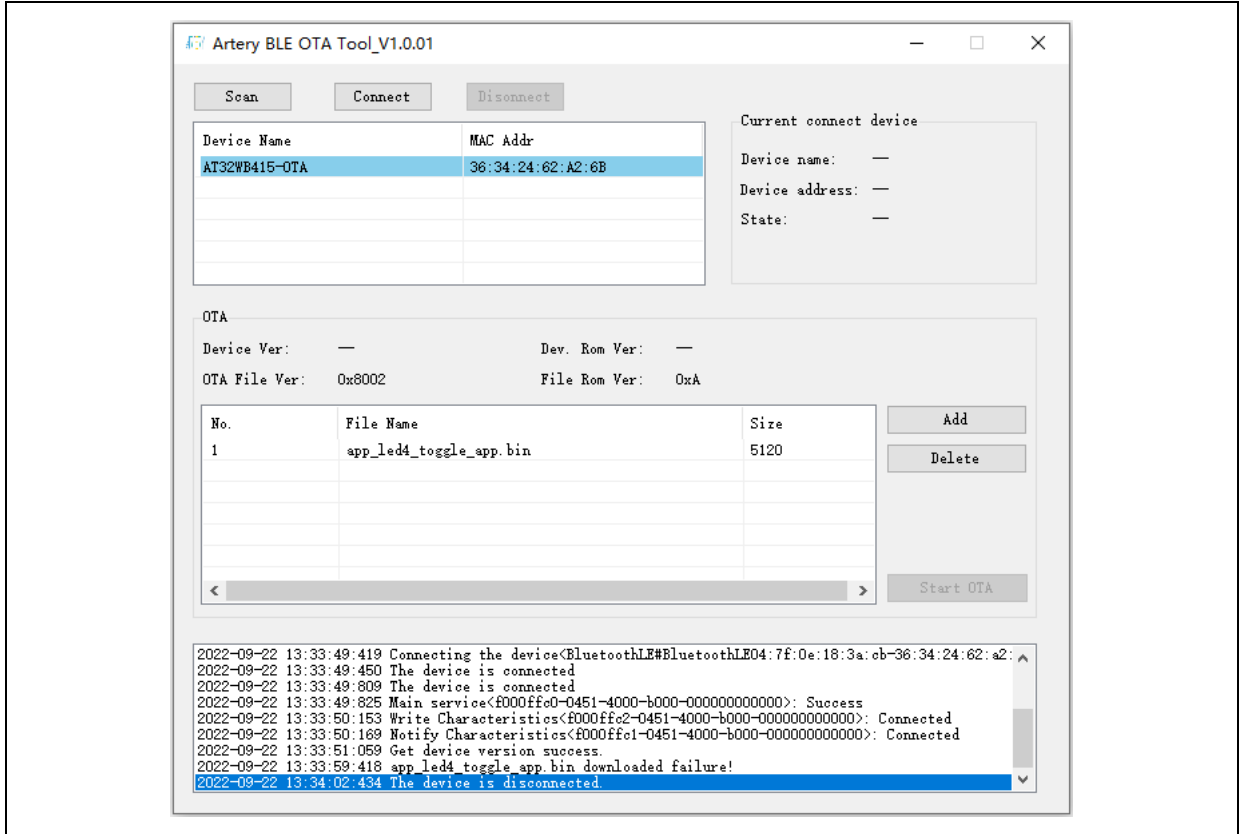 Artery BLE OTA Tool_V1.0.01
Scan Connect Disonnect
Device Name MAC Addr
AT32WB415-OTA 36:34:24:62:A2:6B
Current connect device
Device name: —
Device address: —
State: —
OTA
Device Ver: — Dev. Rom Ver: —
OTA File Ver: 0x8002 File Rom Ver: 0xA
No. File Name Size
1 app_led4_toggle_app.bin 5120
Add
Delete
Start OTA
2022-09-22 13:33:49:419 Connecting the device<BluetoothLE#BluetoothLE04:7f:0e:18:3a:cb-36:34:24:62:a2:
2022-09-22 13:33:49:450 The device is connected
2022-09-22 13:33:49:809 The device is connected
2022-09-22 13:33:49:825 Main service<f000ffc0-0451-4000-b000-000000000000>: Success
2022-09-22 13:33:50:153 Write Characteristics<f000ffc2-0451-4000-b000-000000000000>: Connected
2022-09-22 13:33:50:169 Notify Characteristics<f000ffc1-0451-4000-b000-000000000000>: Connected
2022-09-22 13:33:51:059 Get device version success.
2022-09-22 13:33:59:418 app_led4_toggle_app.bin downloaded failure!
2022-09-22 13:34:02:434 The device is disconnected.